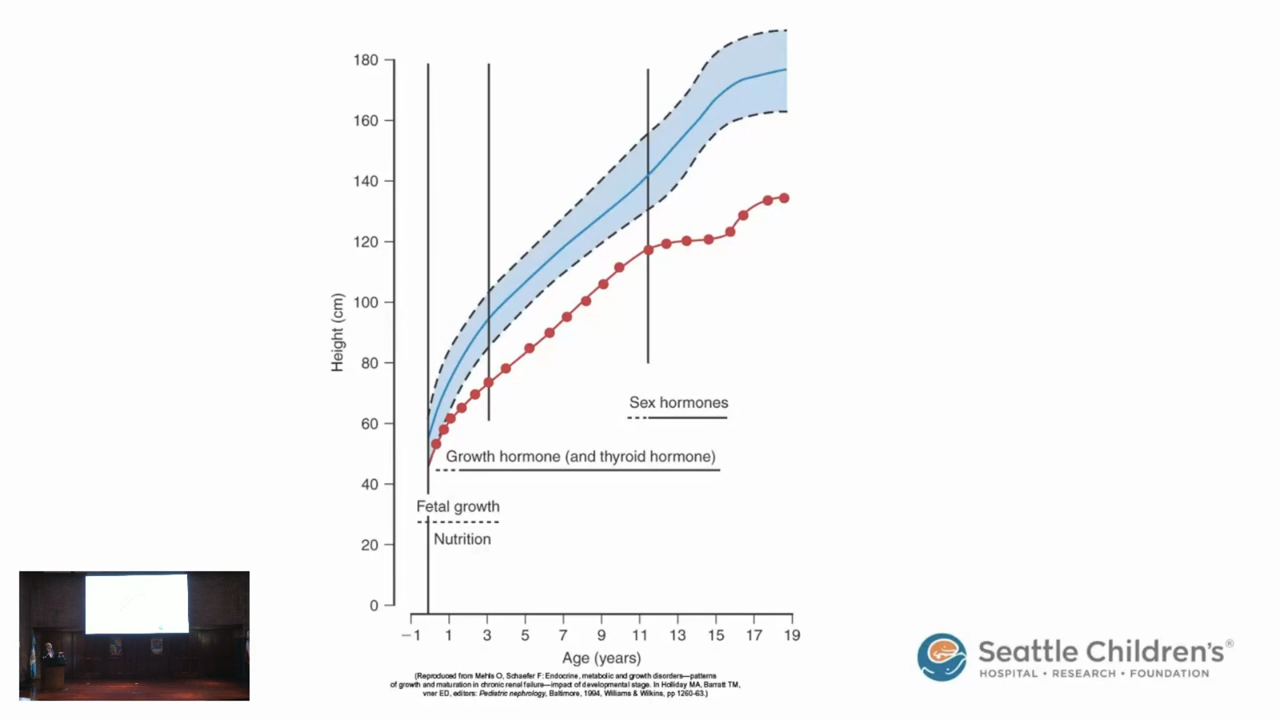 180
160
140
120
100
80
60
40
20
0
Height (cm)
Sex hormones
Growth hormone (and thyroid hormone)
Fetal growth
Nutrition
−1 1 3 5 7 9 11 13 15 17 19
Age (years)
(Reproduced from Mehls O, Schaefer F: Endocrine, metabolic and growth disorders—patterns
of growth and maturation in chronic renal failure—impact of developmental stage. In Holliday MA, Barratt TM,
vner ED, editors: Pediatric nephrology, Baltimore, 1994, Williams & Wilkins, pp 1260-63.)
Seattle Children's®
HOSPITAL • RESEARCH • FOUNDATION